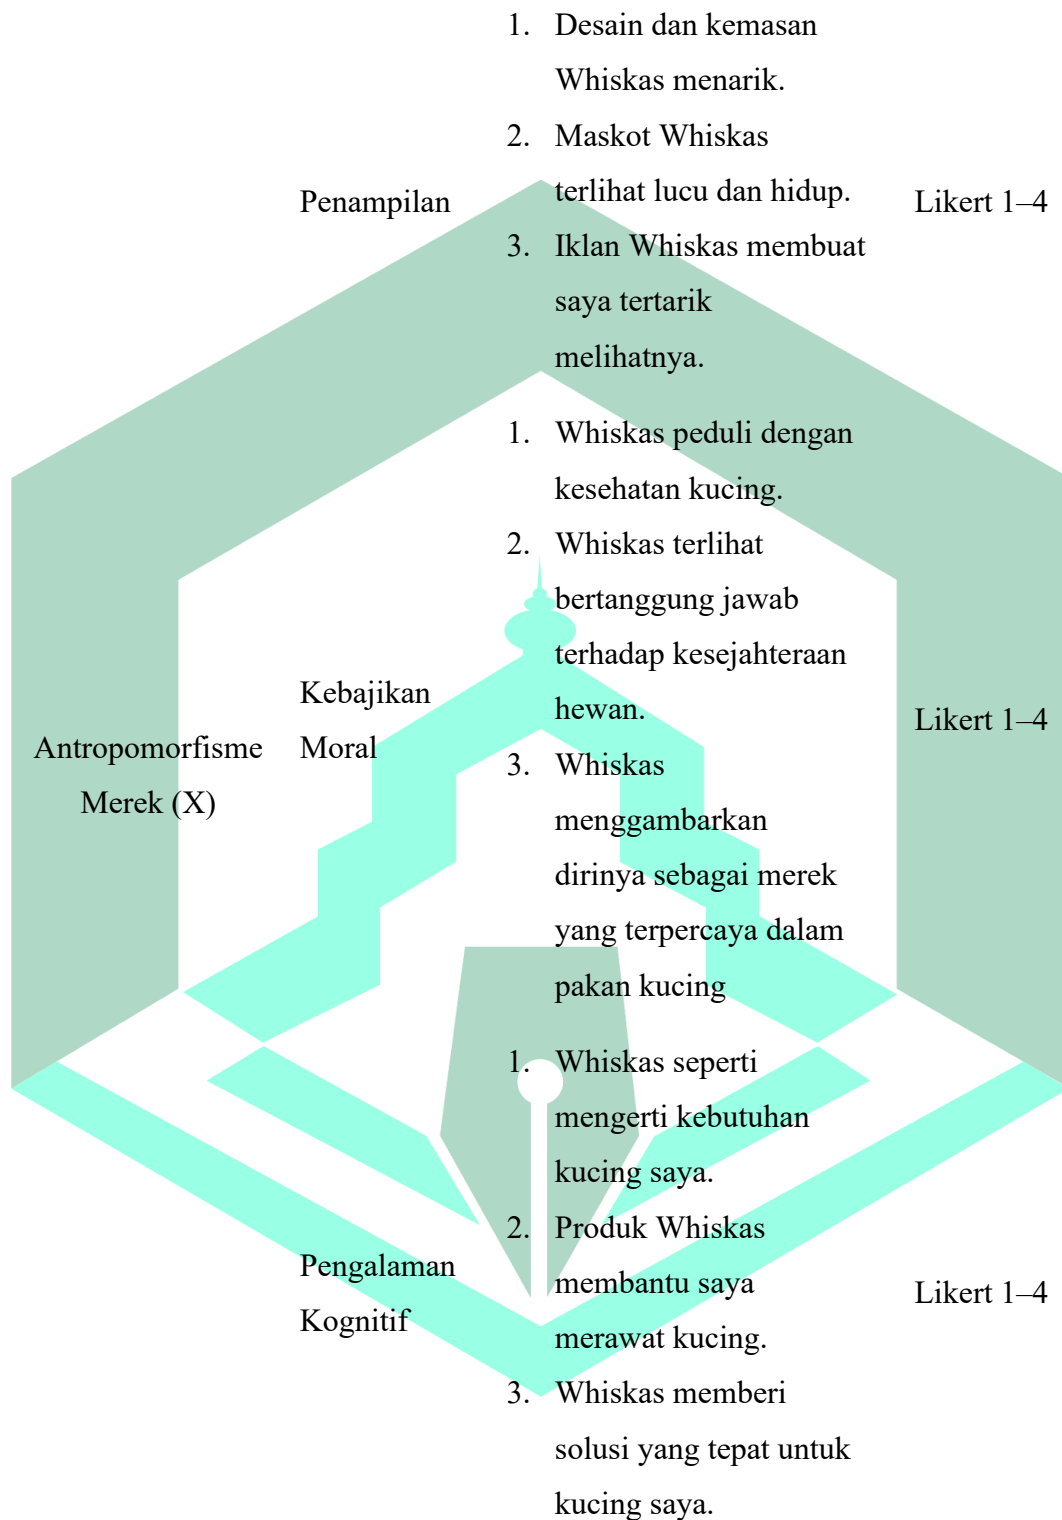 Antropomorfisme
Merek (X)
Penampilan
1. Desain dan kemasan
Whiskas menarik.
2. Maskot Whiskas
terlihat lucu dan hidup.
3. Iklan Whiskas membuat
saya tertarik
melihatnya.
Likert 1–4
Kebajikan
Moral
1. Whiskas peduli dengan
kesehatan kucing.
2. Whiskas terlihat
bertanggung jawab
terhadap kesejahteraan
hewan.
3. Whiskas
menggambarkan
dirinya sebagai merek
yang terpercaya dalam
pakan kucing
Likert 1–4
Pengalaman
Kognitif
1. Whiskas seperti
mengerti kebutuhan
kucing saya.
2. Produk Whiskas
membantu saya
merawat kucing.
3. Whiskas memberi
solusi yang tepat untuk
kucing saya.
Likert 1–4